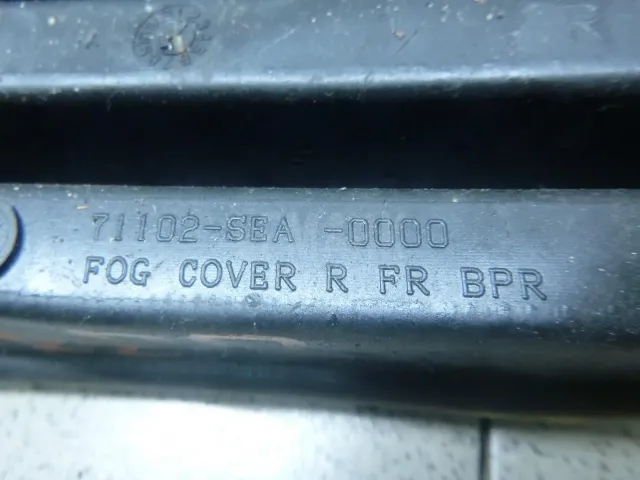 71102-SEA -0000
FOG COVER R FR BPR